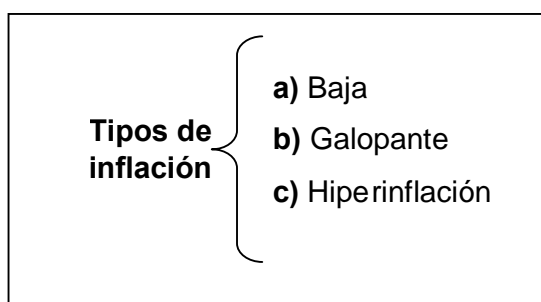 Tipos de
inflación
a) Baja
b) Galopante
c) Hiperinflación